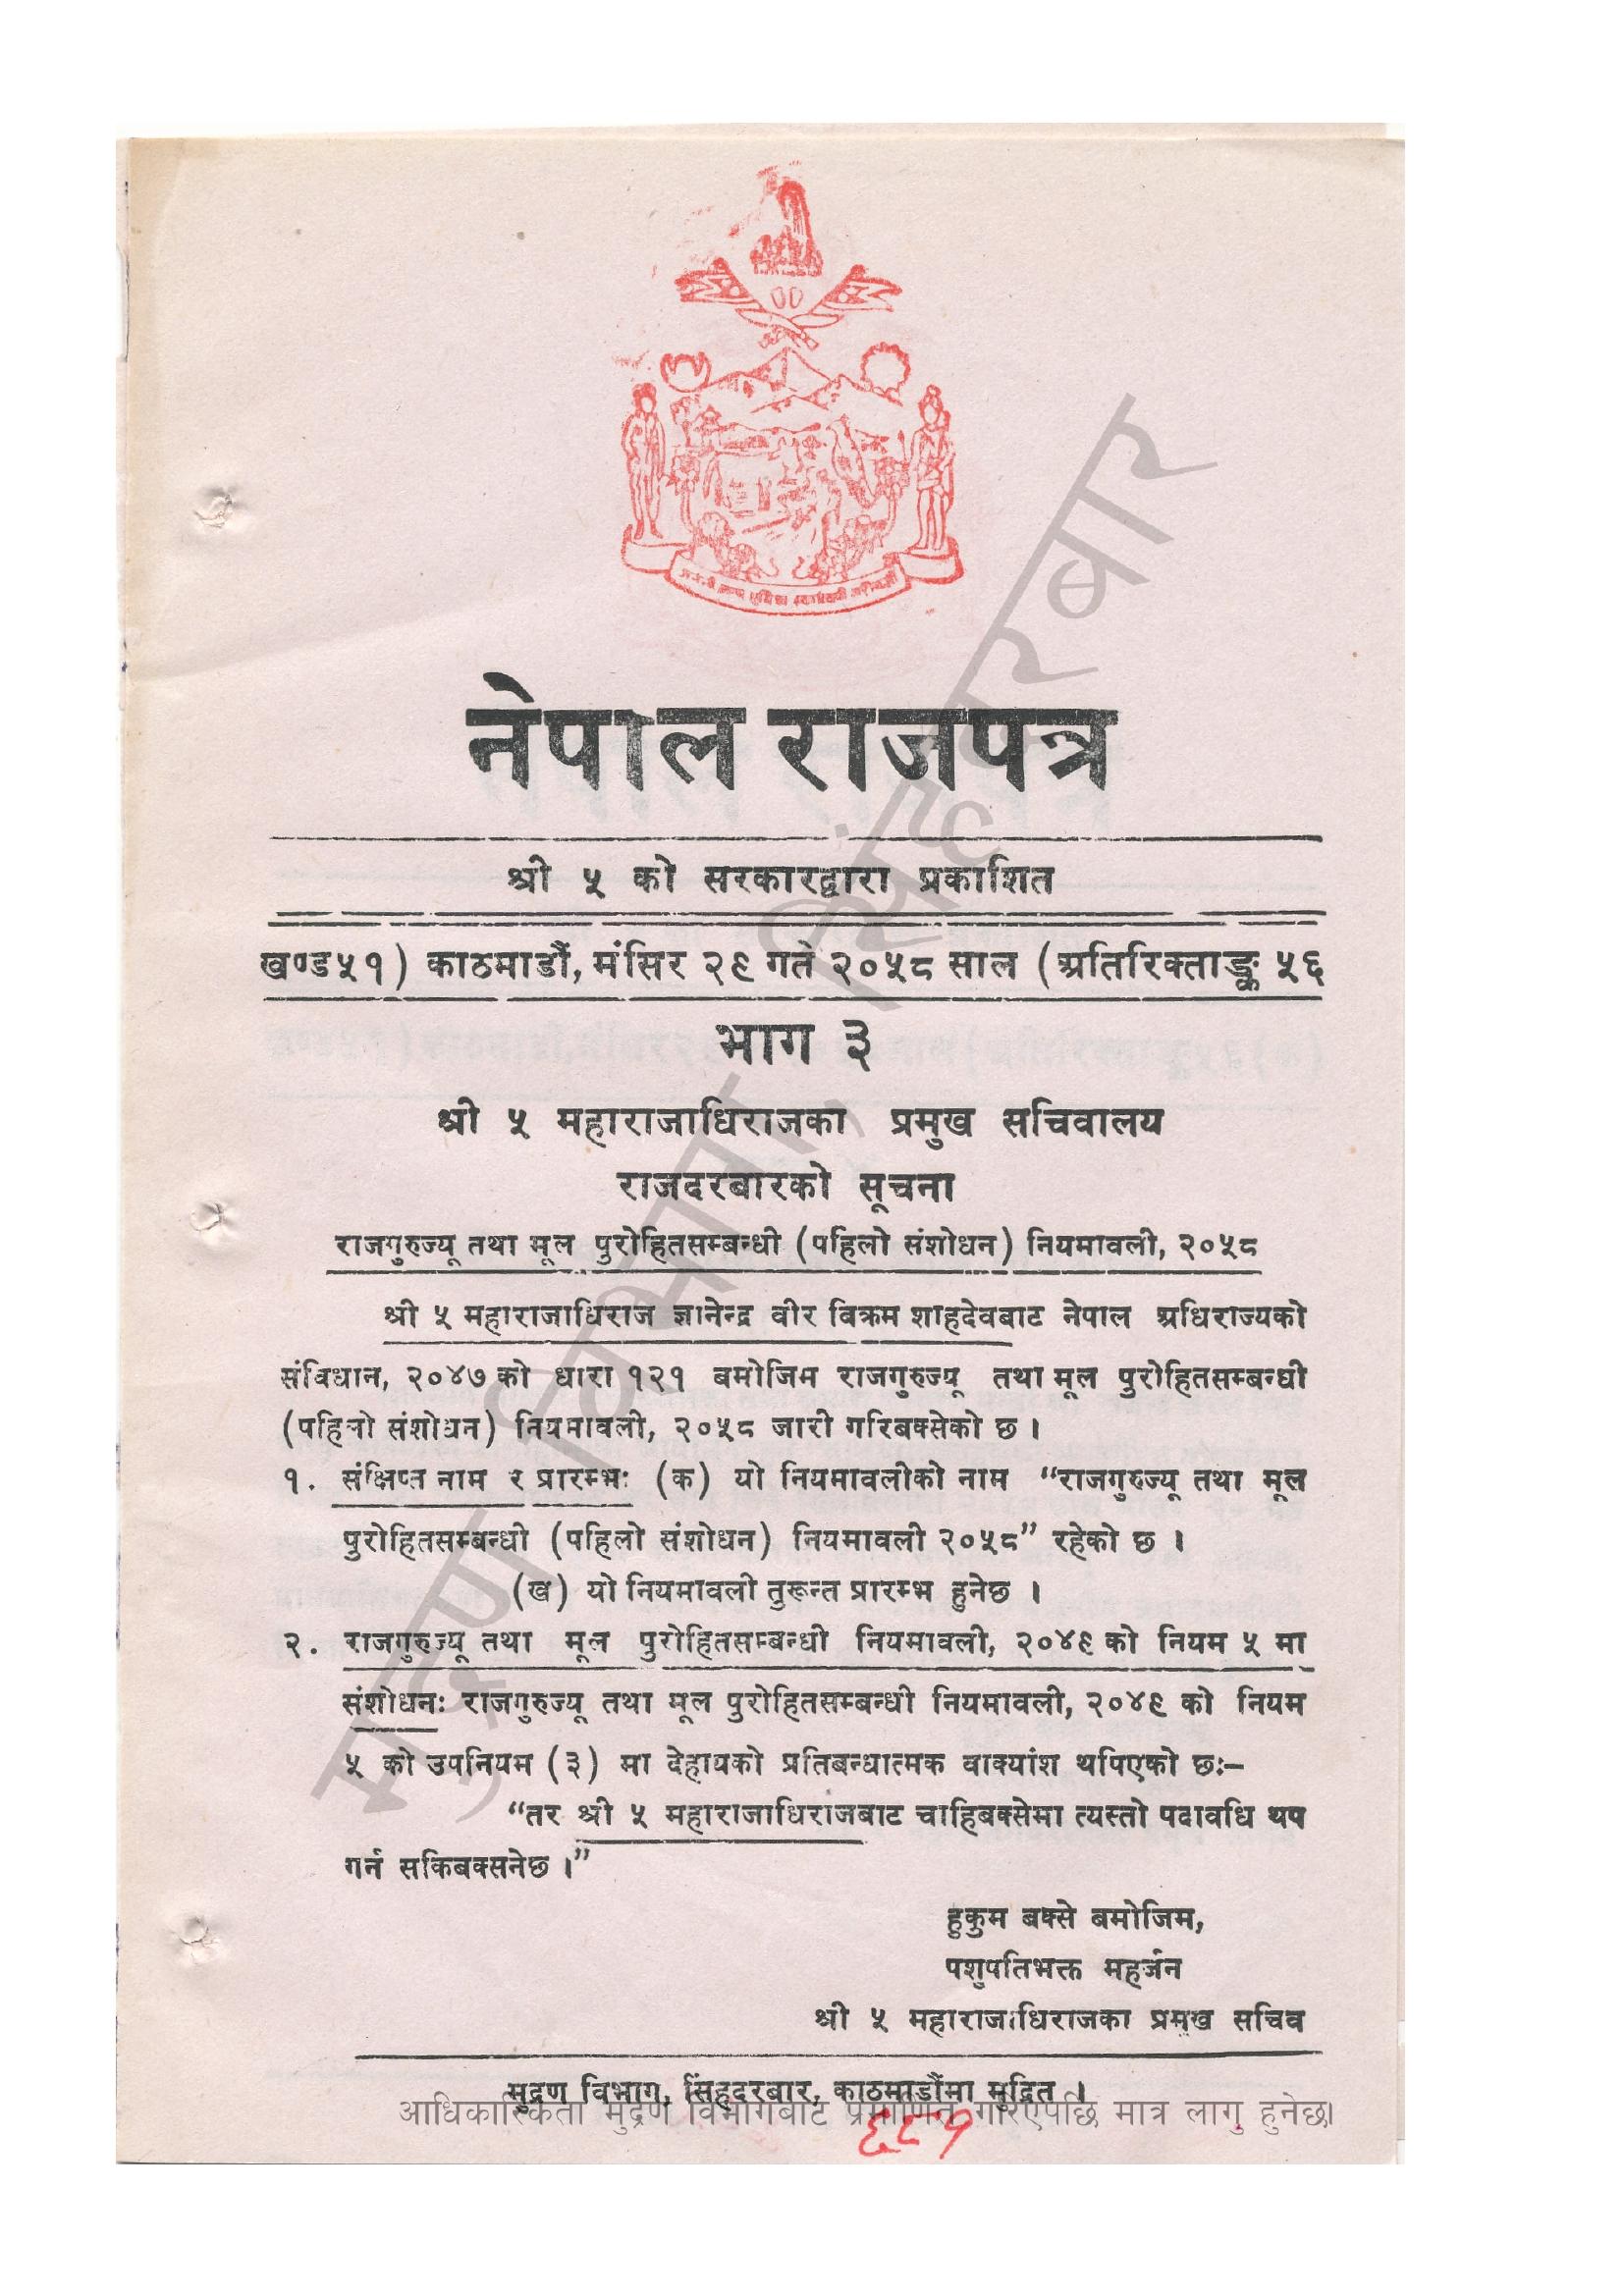 नेपाल राजपत्र
श्री ५ को सरकारद्वारा प्रकाशित
खण्ड५१) काठमाडौं, मंसिर २९ गते २०५८ साल (अतिरिक्ताङ्क ५६
भाग ३
श्री ५ महाराजाधिराजका प्रमुख सचिवालय
राजदरबारको सूचना
राजगुरुज्यू तथा मूल पुरोहितसम्बन्धी (पहिलो संशोधन) नियमावली, २०५८
श्री ५ महाराजाधिराज ज्ञानेन्द्र वीर विक्रम शाहदेवबाट नेपाल अधिराज्यको
संविधान, २०४७ को धारा १२१ बमोजिम राजगुरुज्यू तथा मूल पुरोहितसम्बन्धी
(पहिलो संशोधन) नियमावली, २०५८ जारी गरिबक्सेको छ ।
१. संक्षिप्त नाम र प्रारम्भः (क) यो नियमावलीको नाम “राजगुरुज्यू तथा मूल
पुरोहितसम्बन्धी (पहिलो संशोधन) नियमावली २०५८” रहेको छ ।
(ख) यो नियमावली तुरून्त प्रारम्भ हुनेछ ।
२. राजगुरुज्यू तथा मूल पुरोहितसम्बन्धी नियमावली, २०४९ को नियम ५ मा
संशोधनः राजगुरुज्यू तथा मूल पुरोहितसम्बन्धी नियमावली, २०४९ को नियम
५ को उपनियम (३) मा देहायको प्रतिबन्धात्मक वाक्यांश थपिएको छः–
“तर श्री ५ महाराजाधिराजबाट चाहिबक्सेमा त्यस्तो पदावधि थप
गर्न सकिबक्सनेछ ।”
हुकुम बक्से बमोजिम,
पशुपतिभक्त महर्जन
श्री ५ महाराजाधिराजका प्रमुख सचिव
मुद्रण विभाग, सिंहदरबार, काठमाडौंमा मुद्रित ।
आधिकारिकता मुद्रण विभागबाट प्रमाणित गरिएपछि मात्र लागु हुनेछ।
६८१
मुद्रण विभाग, सिंहदरबार